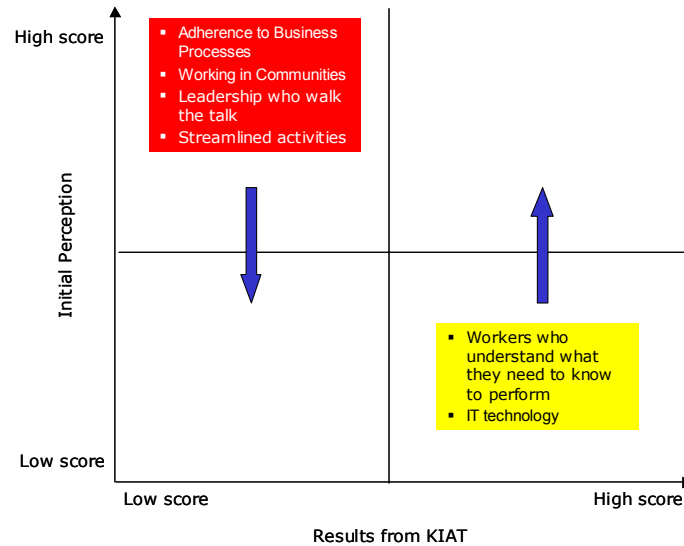 High score
▪ Adherence to Business
Processes
▪ Working in Communities
▪ Leadership who walk
the talk
▪ Streamlined activities
Initial Perception
▪ Workers who
understand what
they need to know
to perform
▪ IT technology
Low score
Low score
High score
Results from KIAT